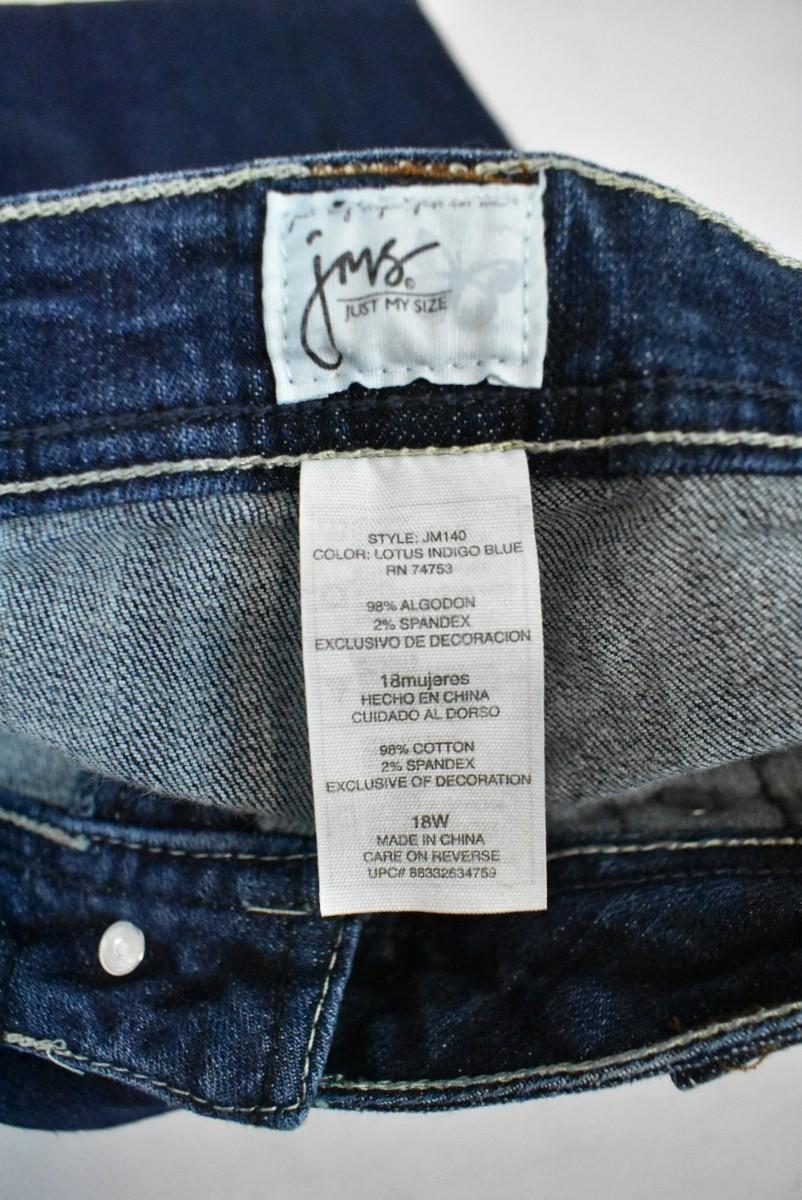 jms
JUST MY SIZE
STYLE: JM140
COLOR: LOTUS INDIGO BLUE
RN 74753
98% ALGODON
2% SPANDEX
EXCLUSIVO DE DECORACION
18mujeres
HECHO EN CHINA
CUIDADO AL DORSO
98% COTTON
2% SPANDEX
EXCLUSIVE OF DECORATION
18W
MADE IN CHINA
CARE ON REVERSE
UPC# 88332634759